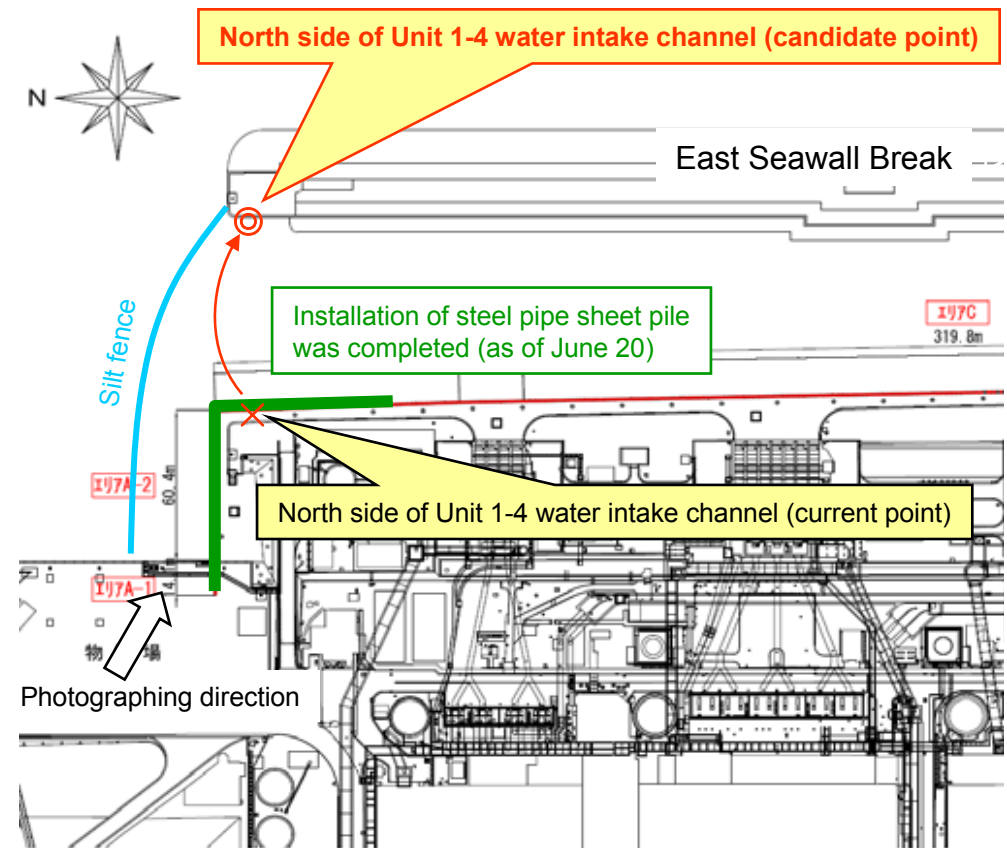 North side of Unit 1-4 water intake channel (candidate point)
N
East Seawall Break
Silt fence
Installation of steel pipe sheet pile
was completed (as of June 20)
エリアC
319.8m
エリアA-2
60.4m
North side of Unit 1-4 water intake channel (current point)
エリアA-1
物 場
Photographing direction